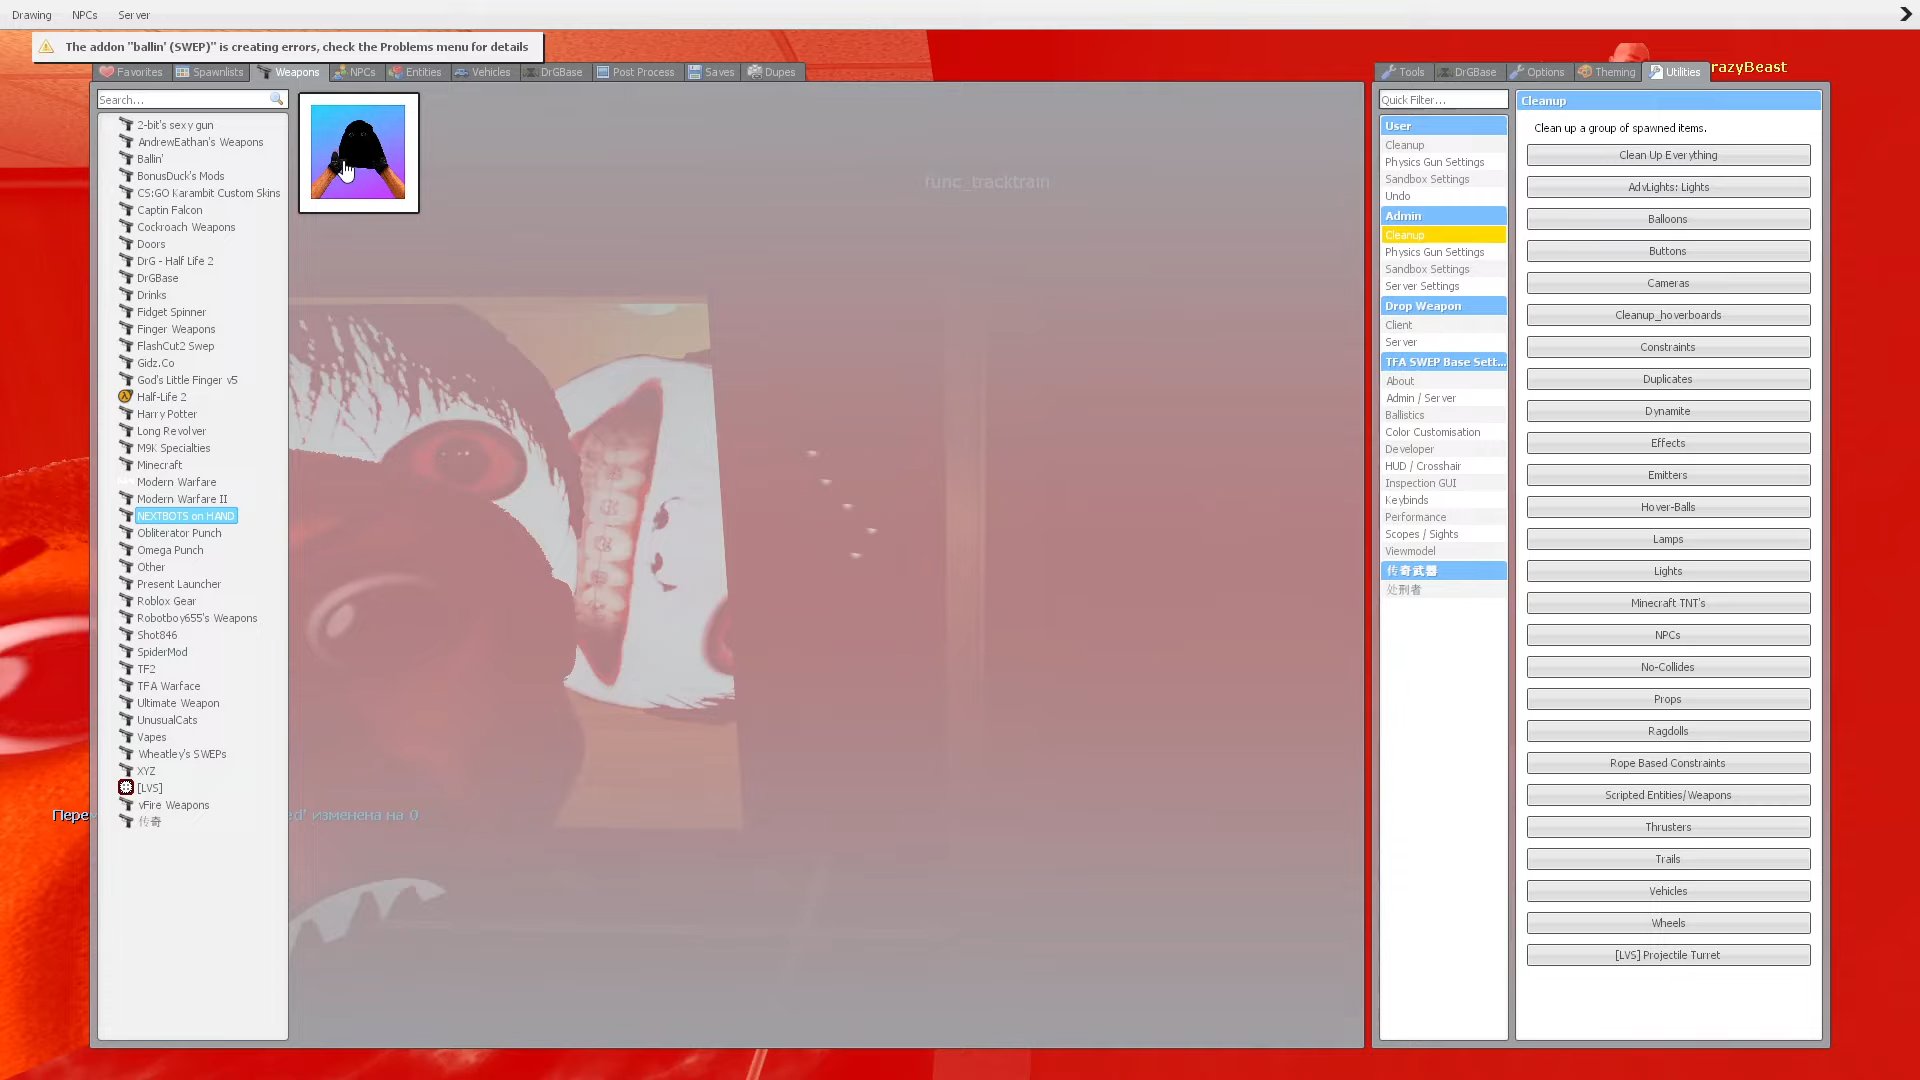 Drawing NPCs Server
The addon "ballin' (SWEP)" is creating errors, check the Problems menu for details
Favorites Spawnlists Weapons NPCs Entities Vehicles DrGBase Post Process Saves Dupes
Search...
2-bit's sexy gun
AndrewEathan's Weapons
Ballin'
BonusDuck's Mods
CS:GO Karambit Custom Skins
Captin Falcon
Cockroach Weapons
Doors
DrG - Half Life 2
DrGBase
Drinks
Fidget Spinner
Finger Weapons
FlashCut2 Swep
Gidz.Co
God's Little Finger v5
Half-Life 2
Harry Potter
Long Revolver
M9K Specialties
Minecraft
Modern Warfare
Modern Warfare II
NEXTBOTS on HAND
Obliterator Punch
Omega Punch
Other
Present Launcher
Roblox Gear
Robotboy655's Weapons
Shot846
SpiderMod
TF2
TFA Warface
Ultimate Weapon
UnusualCats
Vapes
Wheatley's SWEPs
XYZ
[LVS]
vFire Weapons
传奇
func_tracktrain
изменена на 0
Tools DrGBase Options Theming Utilities
razyBeast
Quick Filter...
User
Cleanup
Physics Gun Settings
Sandbox Settings
Undo
Admin
Cleanup
Physics Gun Settings
Sandbox Settings
Server Settings
Drop Weapon
Client
Server
TFA SWEP Base Sett...
About
Admin / Server
Ballistics
Color Customisation
Developer
HUD / Crosshair
Inspection GUI
Keybinds
Performance
Scopes / Sights
Viewmodel
传奇武器
处刑者
Cleanup
Clean up a group of spawned items.
Clean Up Everything
AdvLights: Lights
Balloons
Buttons
Cameras
Cleanup_hoverboards
Constraints
Duplicates
Dynamite
Effects
Emitters
Hover-Balls
Lamps
Lights
Minecraft TNT's
NPCs
No-Collides
Props
Ragdolls
Rope Based Constraints
Scripted Entities/Weapons
Thrusters
Trails
Vehicles
Wheels
[LVS] Projectile Turret